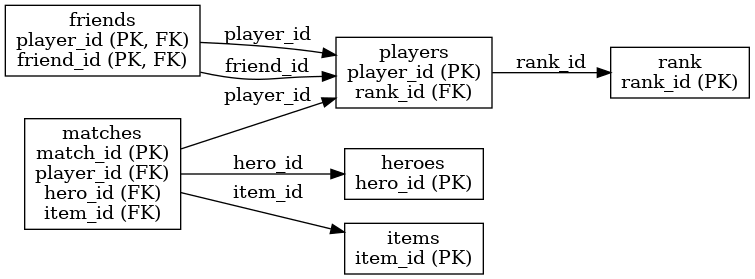 friends
player_id (PK, FK)
friend_id (PK, FK)
player_id
friend_id
player_id
players
player_id (PK)
rank_id (FK)
rank_id
rank
rank_id (PK)
matches
match_id (PK)
player_id (FK)
hero_id (FK)
item_id (FK)
hero_id
item_id
heroes
hero_id (PK)
items
item_id (PK)